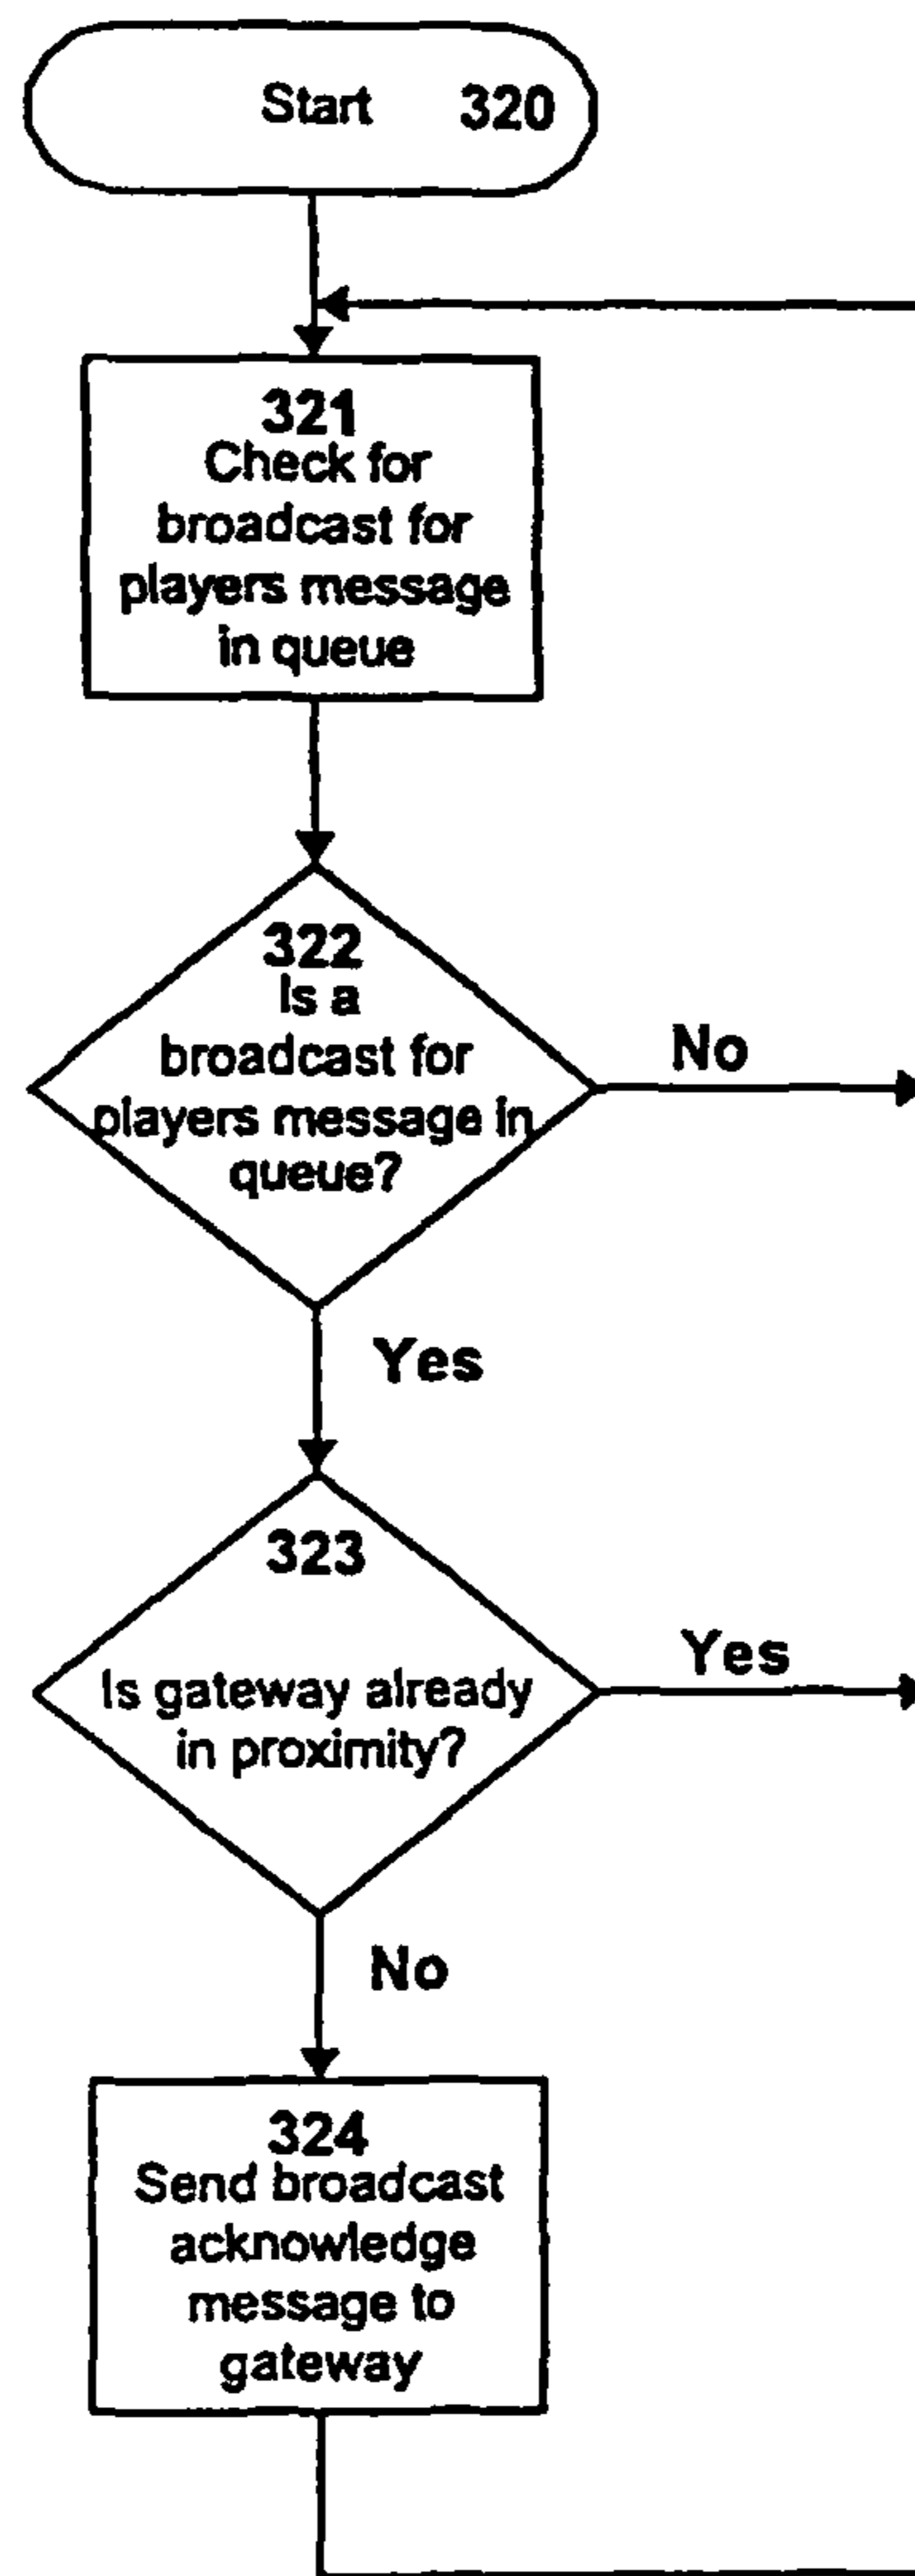 Start 320
321
Check for
broadcast for
players message
in queue
322
Is a
broadcast for
players message in
queue?
No
Yes
323
Is gateway already
in proximity?
Yes
No
324
Send broadcast
acknowledge
message to
gateway